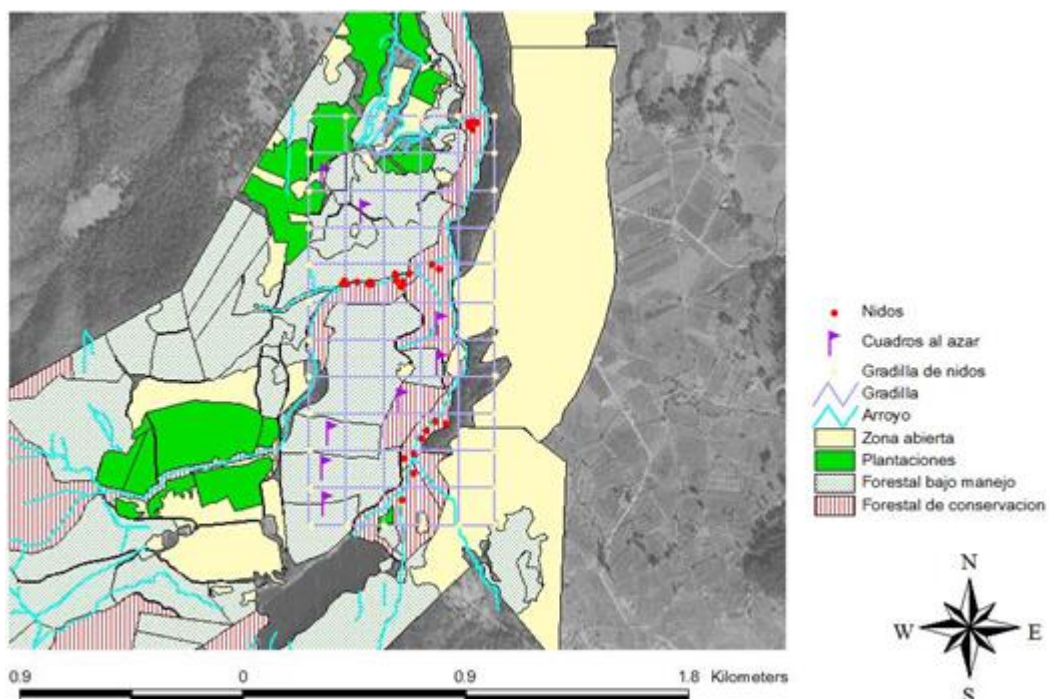 Nidos
Cuadros al azar
Gradilla de nidos
Gradilla
Arroyo
Zona abierta
Plantaciones
Forestal bajo manejo
Forestal de conservacion
N
W E
S
0.9 0 0.9 1.8 Kilometers